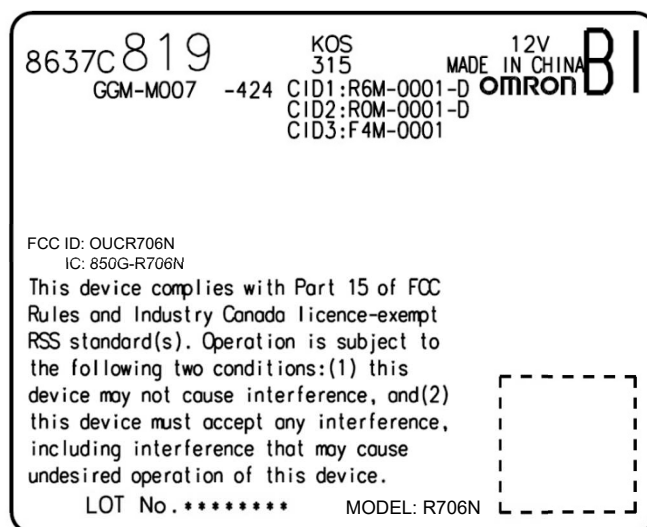 8637C819 KOS 12V BI
315 MADE IN CHINA
GGM-M007 -424 CID1:R6M-0001-D OMRON
CID2:R0M-0001-D
CID3:F4M-0001
FCC ID: OUCR706N
IC: 850G-R706N
This device complies with Part 15 of FCC
Rules and Industry Canada licence-exempt
RSS standard(s). Operation is subject to
the following two conditions:(1) this
device may not cause interference, and(2)
this device must accept any interference,
including interference that may cause
undesired operation of this device.
LOT No.******** MODEL: R706N